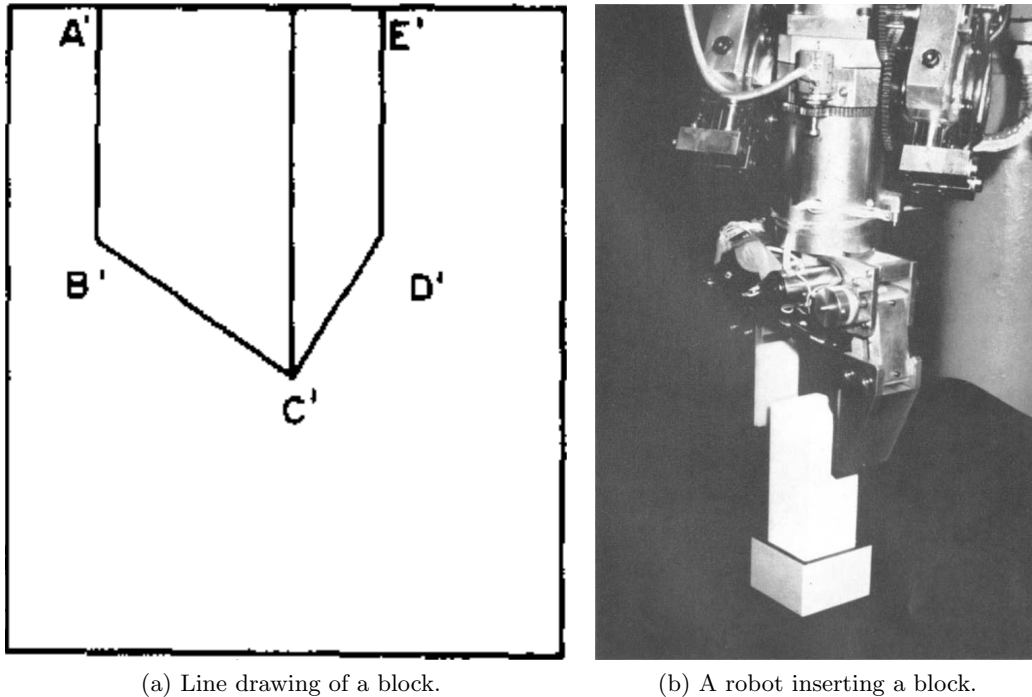 A' E'
B' D'
C'
(a) Line drawing of a block.
(b) A robot inserting a block.